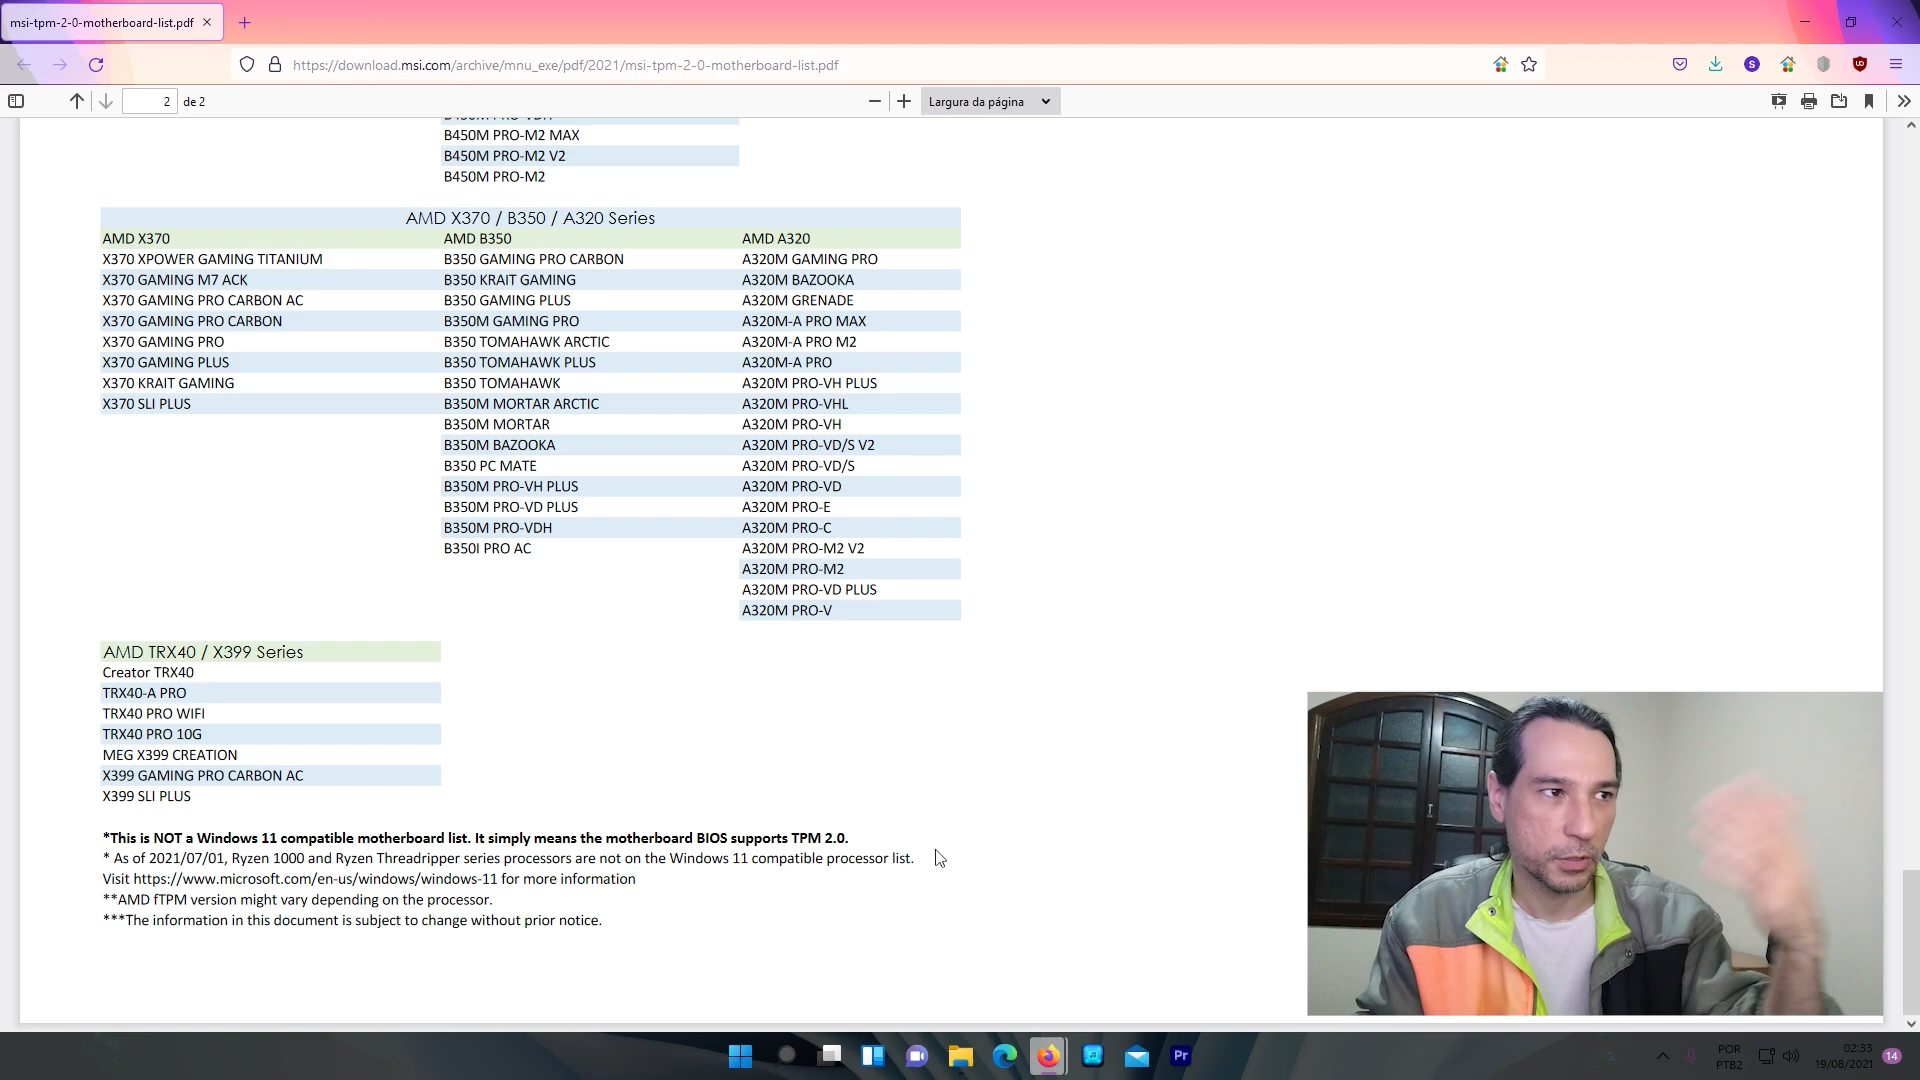 msi-tpm-2-0-motherboard-list.pdf
https://download.msi.com/archive/mnu_exe/pdf/2021/msi-tpm-2-0-motherboard-list.pdf
2 de 2
Largura da página
B450M PRO-M2 MAX
B450M PRO-M2 V2
B450M PRO-M2
AMD X370 / B350 / A320 Series
AMD X370 AMD B350 AMD A320
X370 XPOWER GAMING TITANIUM B350 GAMING PRO CARBON A320M GAMING PRO
X370 GAMING M7 ACK B350 KRAIT GAMING A320M BAZOOKA
X370 GAMING PRO CARBON AC B350 GAMING PLUS A320M GRENADE
X370 GAMING PRO CARBON B350M GAMING PRO A320M-A PRO MAX
X370 GAMING PRO B350 TOMAHAWK ARCTIC A320M-A PRO M2
X370 GAMING PLUS B350 TOMAHAWK PLUS A320M-A PRO
X370 KRAIT GAMING B350 TOMAHAWK A320M PRO-VH PLUS
X370 SLI PLUS B350M MORTAR ARCTIC A320M PRO-VHL
B350M MORTAR A320M PRO-VH
B350M BAZOOKA A320M PRO-VD/S V2
B350 PC MATE A320M PRO-VD/S
B350M PRO-VH PLUS A320M PRO-VD
B350M PRO-VD PLUS A320M PRO-E
B350M PRO-VDH A320M PRO-C
B350I PRO AC A320M PRO-M2 V2
A320M PRO-M2
A320M PRO-VD PLUS
A320M PRO-V
AMD TRX40 / X399 Series
Creator TRX40
TRX40-A PRO
TRX40 PRO WIFI
TRX40 PRO 10G
MEG X399 CREATION
X399 GAMING PRO CARBON AC
X399 SLI PLUS
*This is NOT a Windows 11 compatible motherboard list. It simply means the motherboard BIOS supports TPM 2.0.
* As of 2021/07/01, Ryzen 1000 and Ryzen Threadripper series processors are not on the Windows 11 compatible processor list.
Visit https://www.microsoft.com/en-us/windows/windows-11 for more information
**AMD fTPM version might vary depending on the processor.
***The information in this document is subject to change without prior notice.
Pr
POR
PTB2
02:33
19/08/2021
14